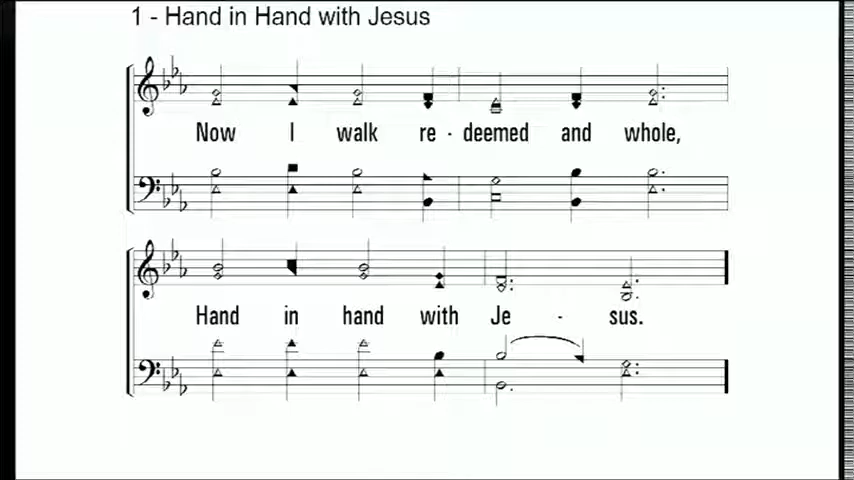 1 - Hand in Hand with Jesus
Now I walk re - deemed and whole,
Hand in hand with Je - sus.